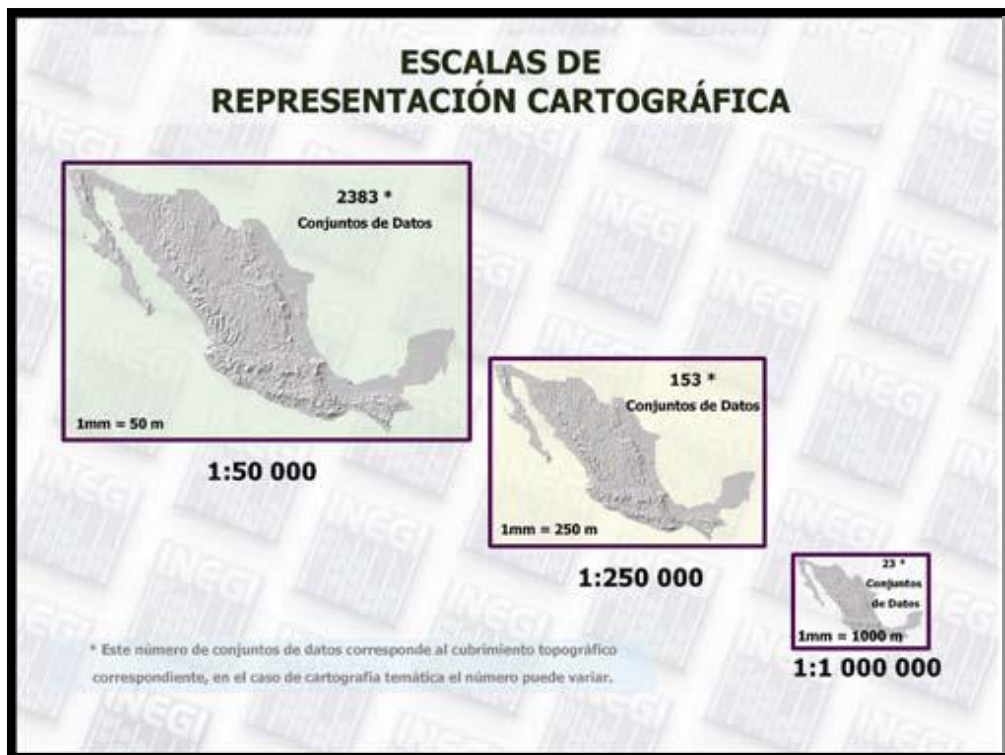 ESCALAS DE
REPRESENTACIÓN CARTOGRÁFICA
2383 *
Conjuntos de Datos
1mm = 50 m
1:50 000
153 *
Conjuntos de Datos
1mm = 250 m
1:250 000
23 *
Conjuntos
de Datos
1mm = 1000 m
1:1 000 000
* Este número de conjuntos de datos corresponde al cubrimiento topográfico
correspondiente, en el caso de cartografía temática el número puede variar.
INEGI